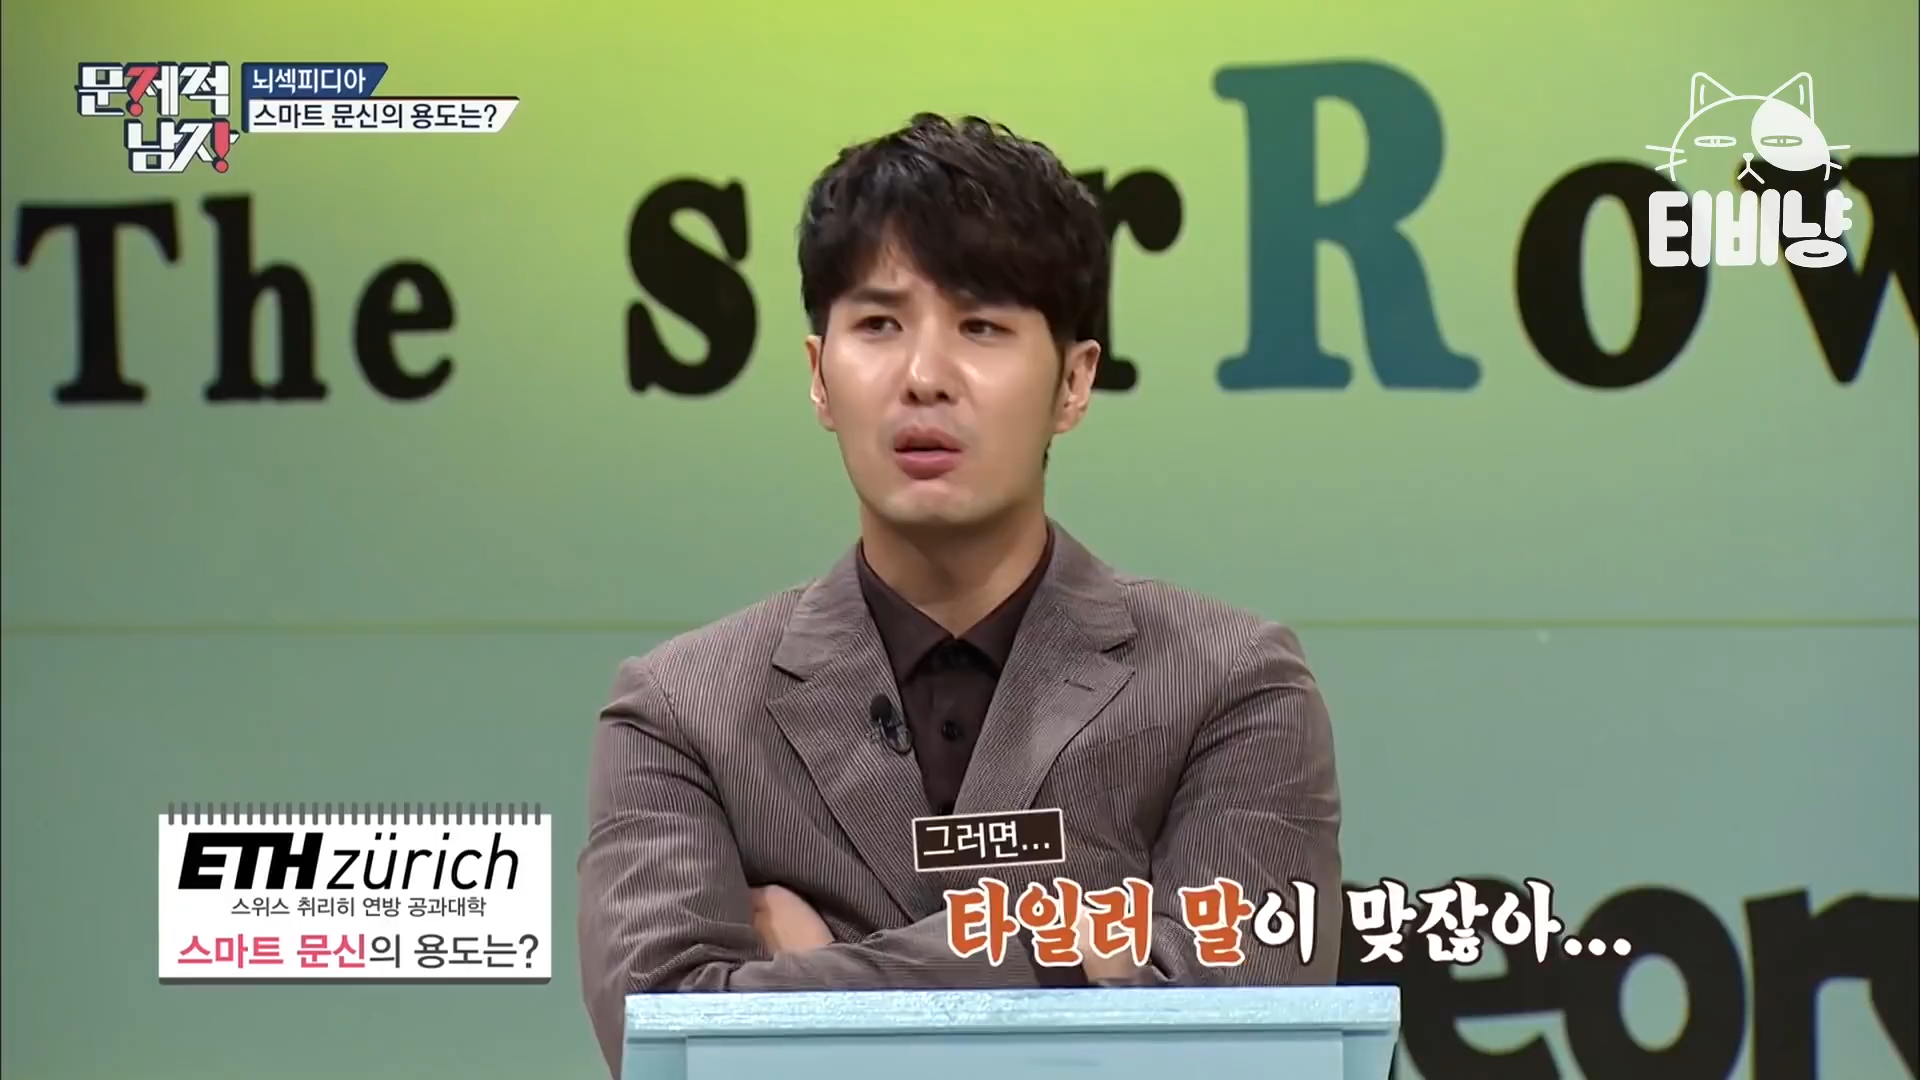 문제적
남자
뇌섹피디아
스마트 문신의 용도는?
티비냥
The s r Row
ETH zürich
스위스 취리히 연방 공과대학
스마트 문신의 용도는?
그러면...
타일러 말이 맞잖아...
eory